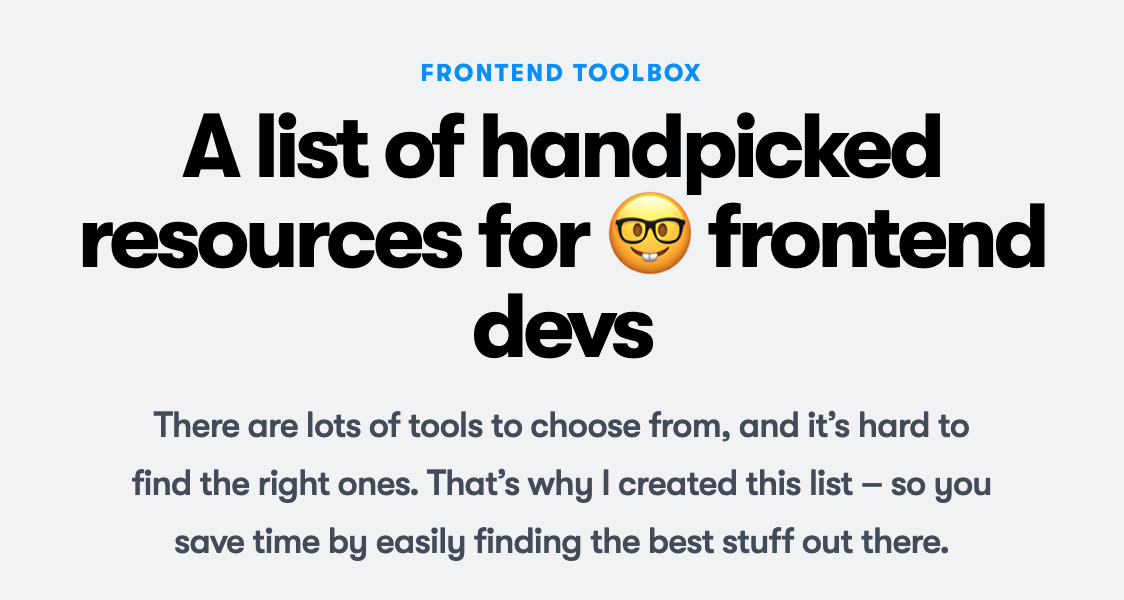 FRONTEND TOOLBOX
A list of handpicked
resources for 🤓 frontend
devs
There are lots of tools to choose from, and it’s hard to
find the right ones. That’s why I created this list – so you
save time by easily finding the best stuff out there.